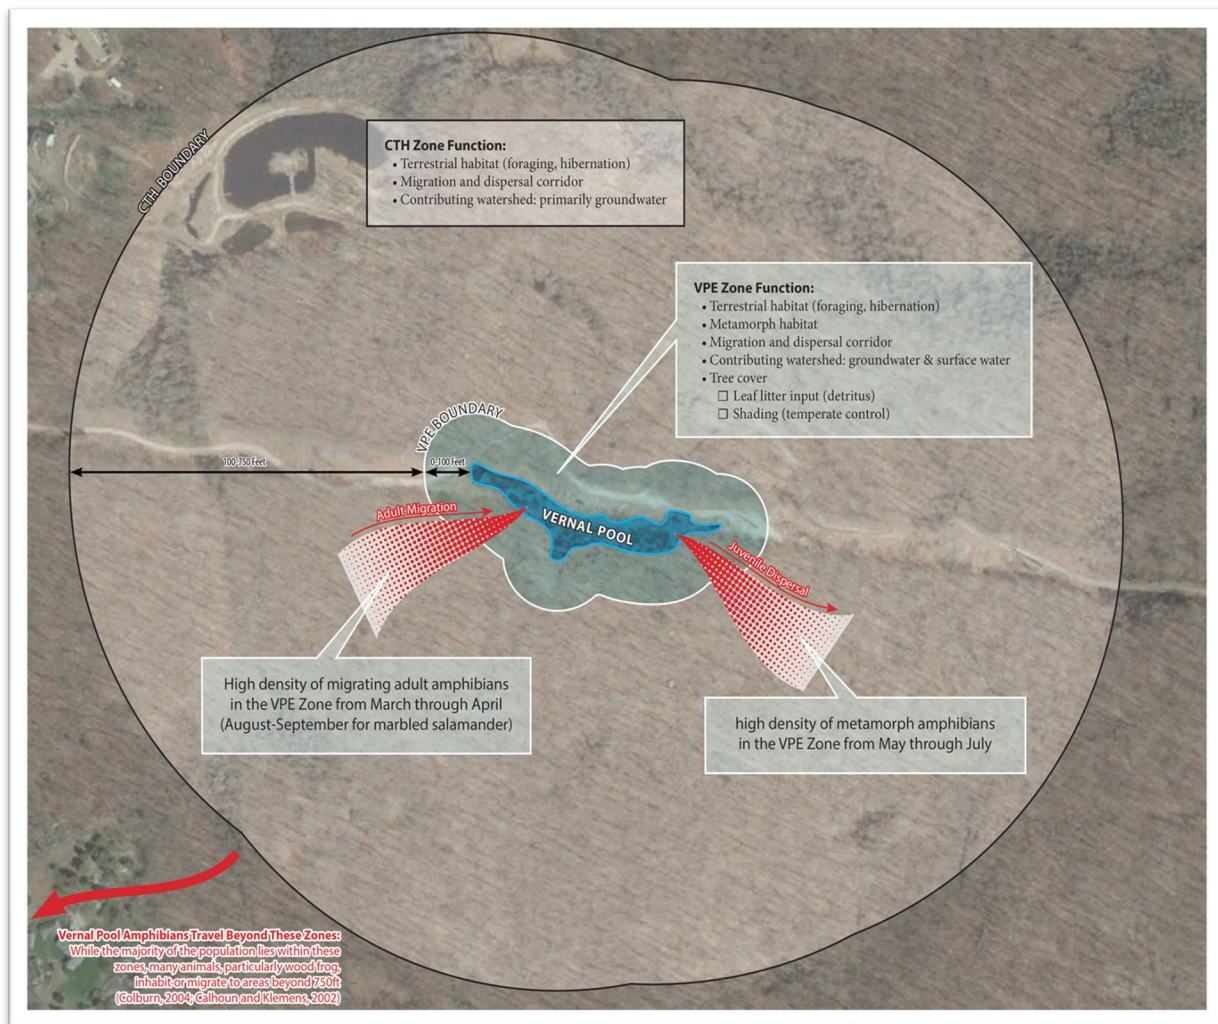 CTH BOUNDARY
CTH Zone Function:
• Terrestrial habitat (foraging, hibernation)
• Migration and dispersal corridor
• Contributing watershed: primarily groundwater
VPE Zone Function:
• Terrestrial habitat (foraging, hibernation)
• Metamorph habitat
• Migration and dispersal corridor
• Contributing watershed: groundwater & surface water
• Tree cover
❒ Leaf litter input (detritus)
❒ Shading (temperate control)
VPE BOUNDARY
100-750 Feet
0-100 Feet
Adult Migration
VERNAL POOL
Juvenile Dispersal
High density of migrating adult amphibians
in the VPE Zone from March through April
(August-September for marbled salamander)
high density of metamorph amphibians
in the VPE Zone from May through July
Vernal Pool Amphibians Travel Beyond These Zones:
While the majority of the population lies within these
zones, many animals, particularly wood frog,
inhabit or migrate to areas beyond 750ft
(Colburn, 2004; Calhoun and Klemens, 2002)